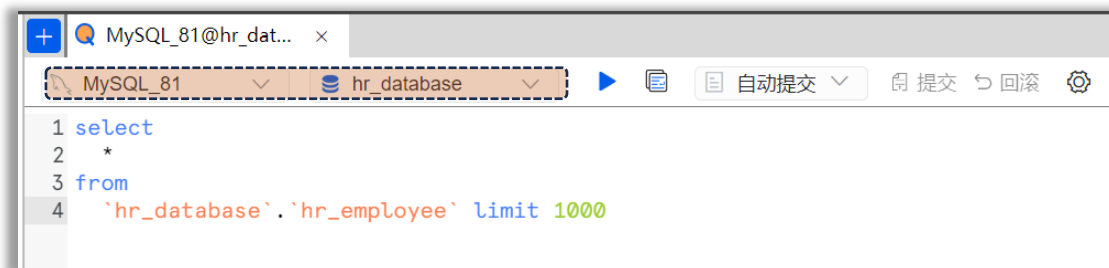 MySQL_81@hr_dat... ×
MySQL_81 hr_database 自动提交 提交 回滚
1 select
2 *
3 from
4 `hr_database`.`hr_employee` limit 1000